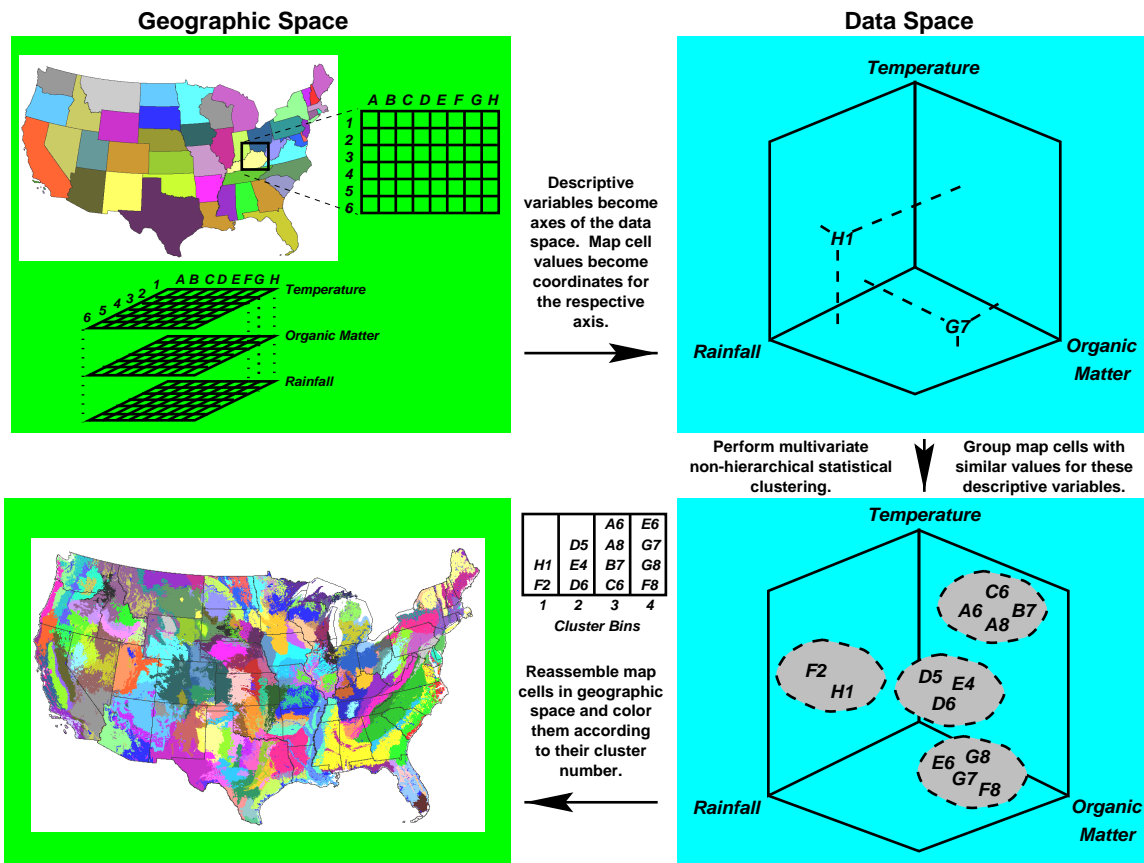 Geographic Space
A B C D E F G H
1
2
3
4
5
6
A B C D E F G H
1
2
3
4
5
6
Temperature
Organic Matter
Rainfall
Descriptive
variables become
axes of the data
space. Map cell
values become
coordinates for
the respective
axis.
Data Space
Temperature
H1
G7
Rainfall
Organic
Matter
Perform multivariate
non-hierarchical statistical
clustering.
Group map cells with
similar values for these
descriptive variables.
Temperature
C6
A6 B7
A8
F2
H1
D5 E4
D6
E6 G8
G7 F8
Rainfall
Organic
Matter
A6 E6
D5 A8 G7
H1 E4 B7 G8
F2 D6 C6 F8
1 2 3 4
Cluster Bins
Reassemble map
cells in geographic
space and color
them according
to their cluster
number.